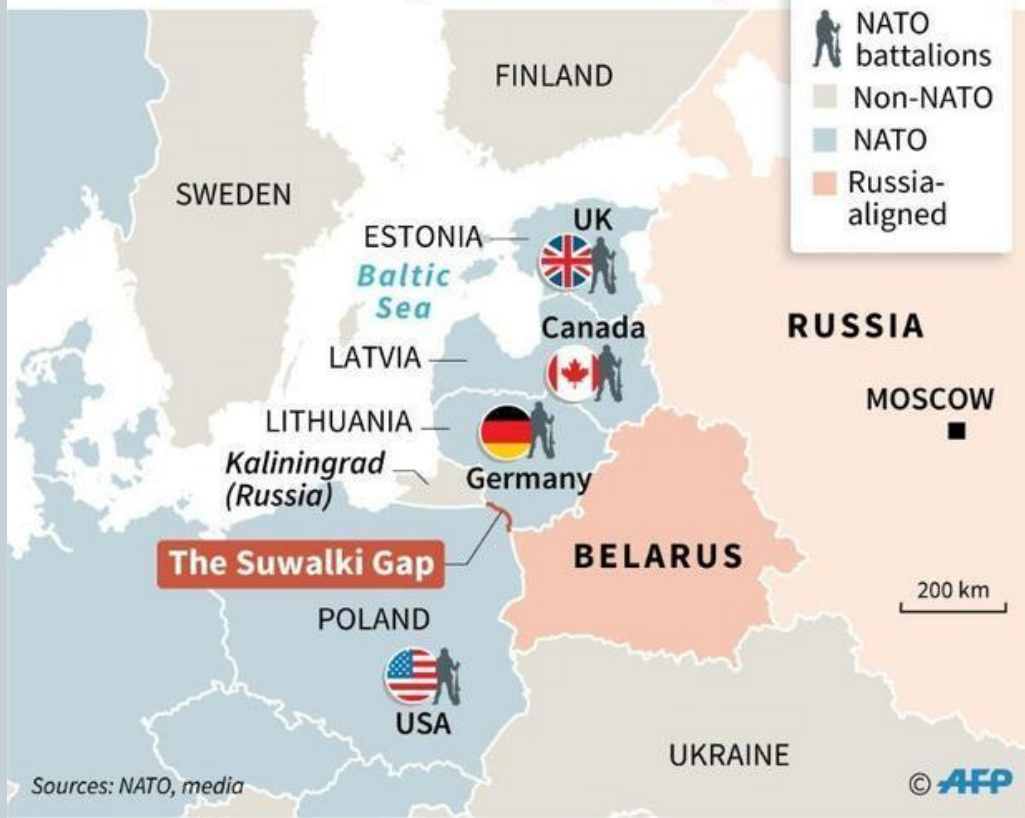 NATO
battalions
Non-NATO
NATO
Russia-
aligned
FINLAND
SWEDEN
UK
ESTONIA
Baltic
Sea
Canada
RUSSIA
LATVIA
MOSCOW
LITHUANIA
Kaliningrad
(Russia)
Germany
The Suwalki Gap
BELARUS
200 km
POLAND
USA
UKRAINE
Sources: NATO, media
© AFP